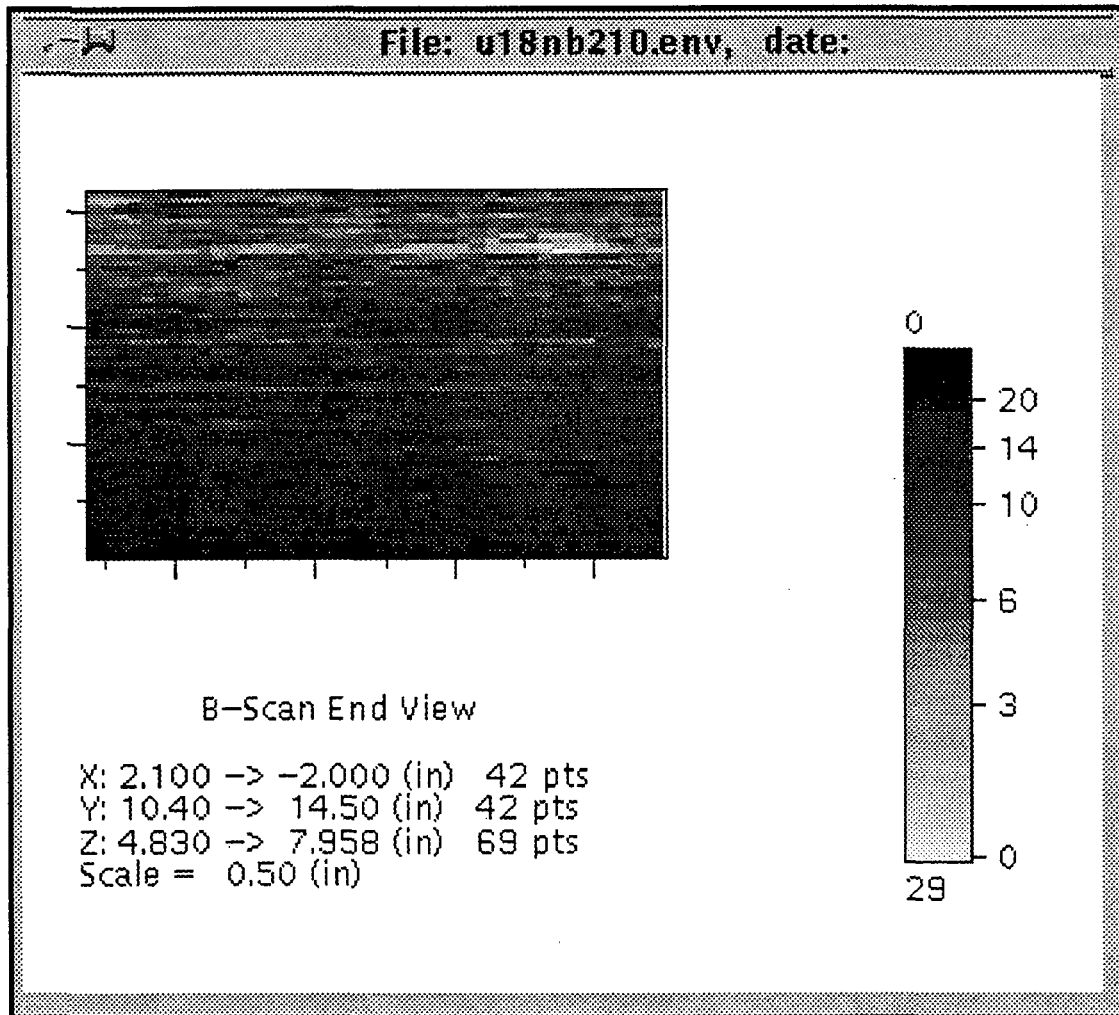 File: u18nb210.env, date:
0
20
14
10
6
3
0
29
B-Scan End View
X: 2.100 -> -2.000 (in) 42 pts
Y: 10.40 -> 14.50 (in) 42 pts
Z: 4.830 -> 7.958 (in) 69 pts
Scale = 0.50 (in)